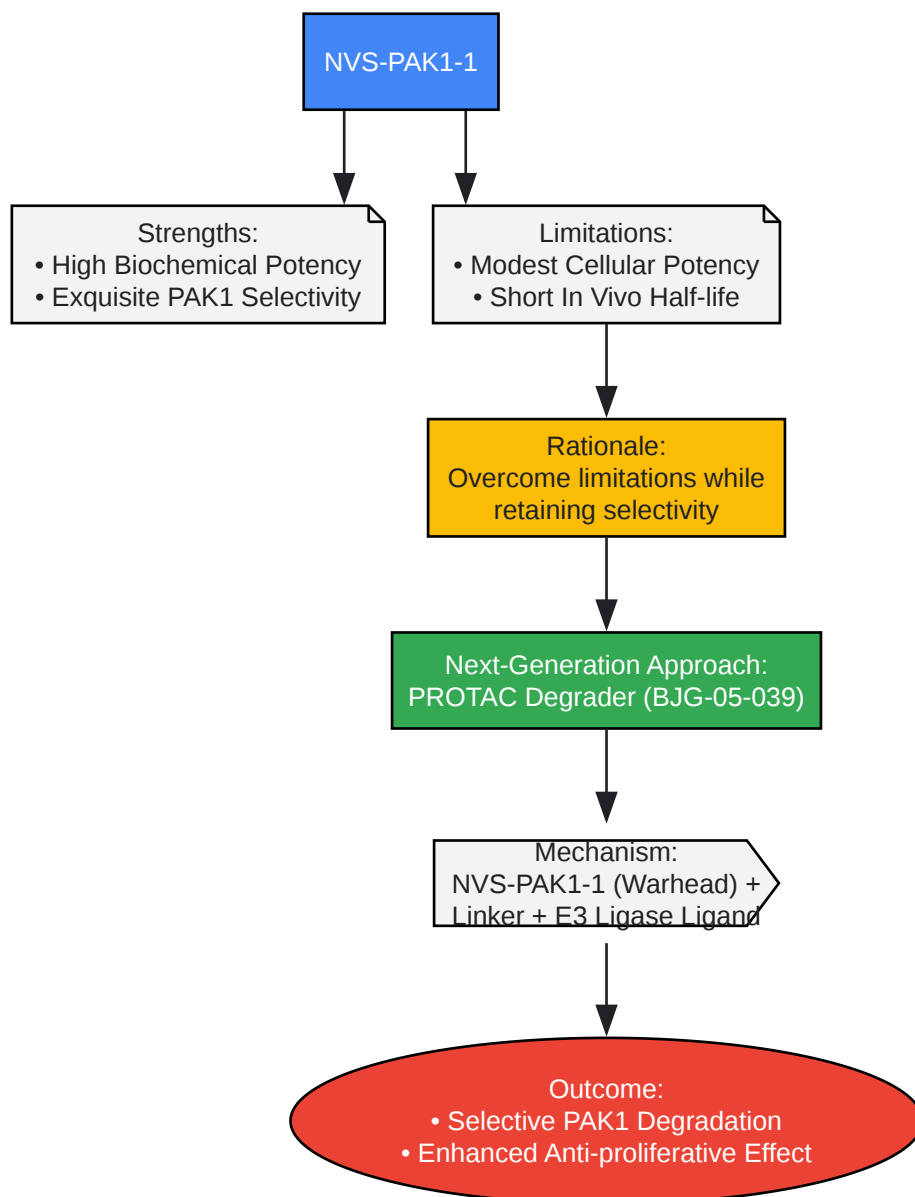 NVS-PAK1-1
Strengths:
• High Biochemical Potency
• Exquisite PAK1 Selectivity
Limitations:
• Modest Cellular Potency
• Short In Vivo Half-life
Rationale:
Overcome limitations while
retaining selectivity
Next-Generation Approach:
PROTAC Degrader (BJG-05-039)
Mechanism:
NVS-PAK1-1 (Warhead) +
Linker + E3 Ligase Ligand
Outcome:
• Selective PAK1 Degradation
• Enhanced Anti-proliferative Effect